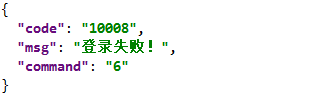 {
  "code": "10008",
  "msg": "登录失败！",
  "command": "6"
}